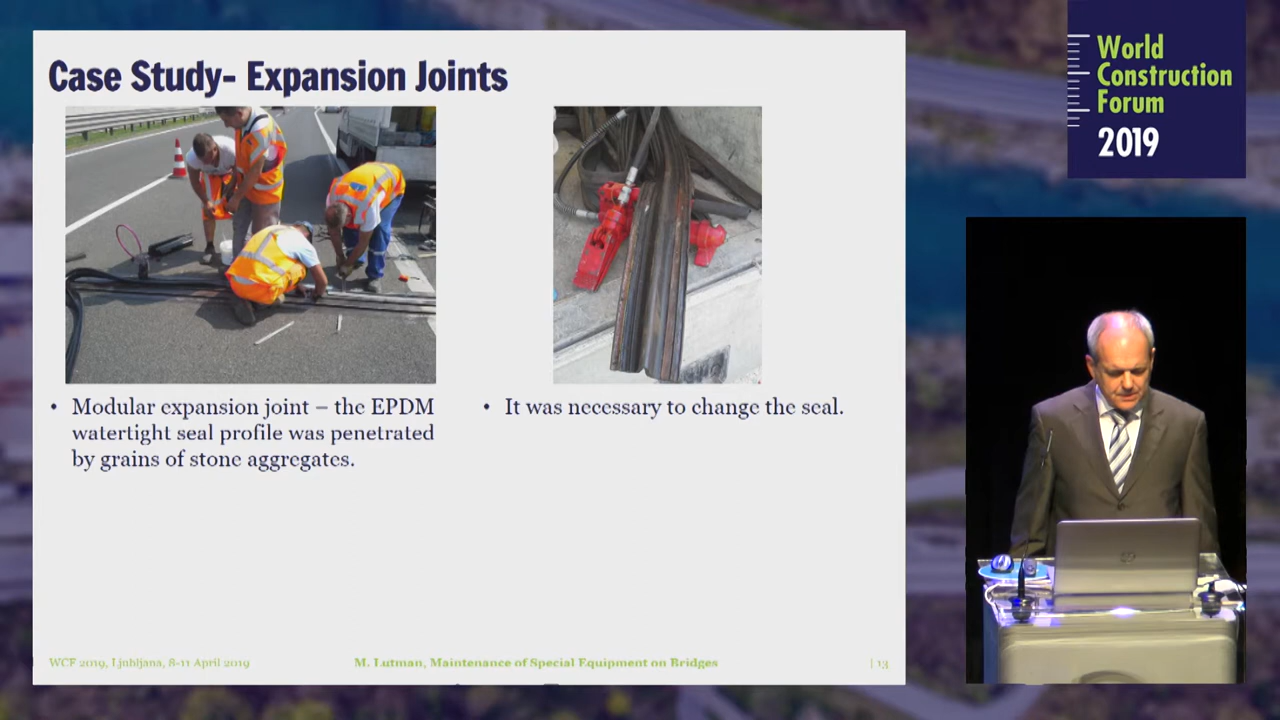 Case Study- Expansion Joints
• Modular expansion joint – the EPDM
watertight seal profile was penetrated
by grains of stone aggregates.
• It was necessary to change the seal.
WCF 2019, Ljubljana, 8-11 April 2019
M. Lutman, Maintenance of Special Equipment on Bridges
| 13
World
Construction
Forum
2019